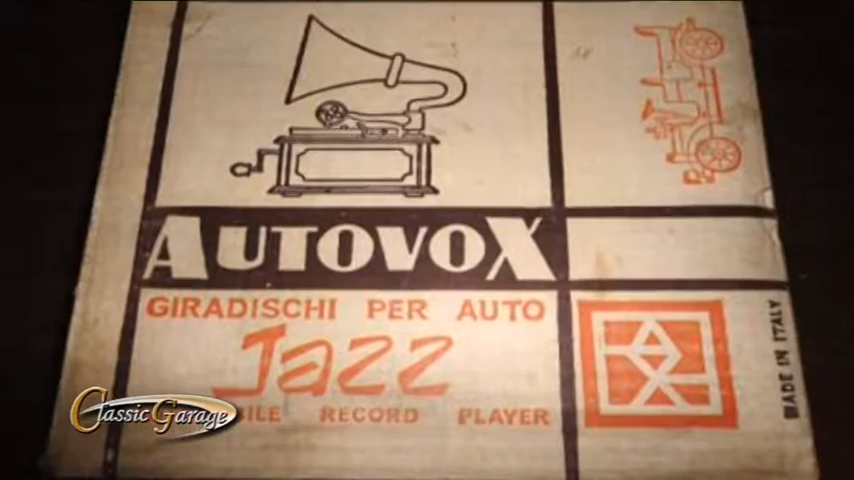 AUTOVOX
GIRADISCHI PER AUTO
Jazz
RECORD PLAYER
MADE IN ITALY
Classic Garage